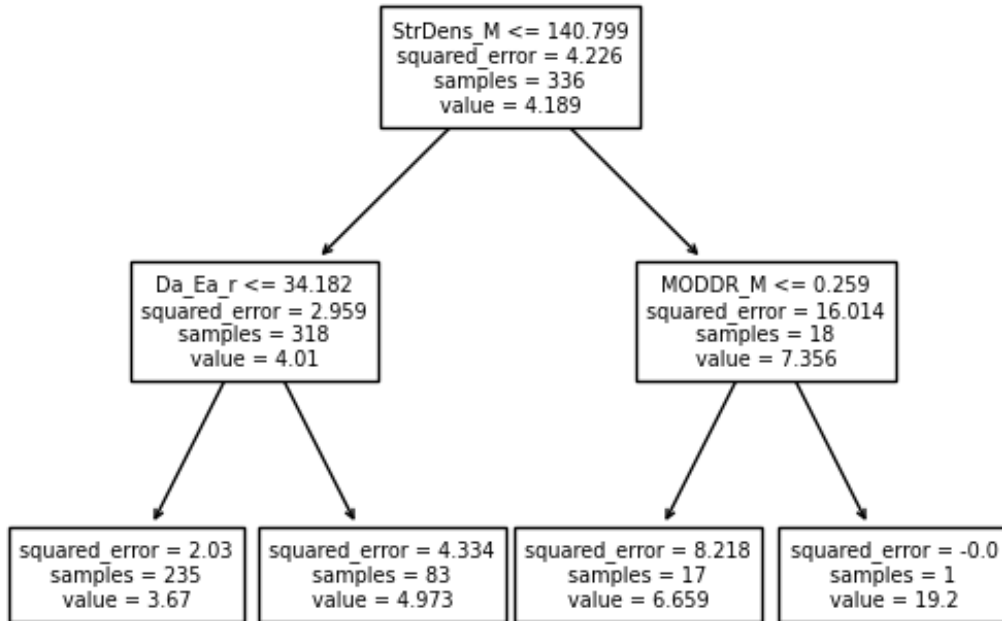 StrDens_M <= 140.799
squared_error = 4.226
samples = 336
value = 4.189
Da_Ea_r <= 34.182
squared_error = 2.959
samples = 318
value = 4.01
MODDR_M <= 0.259
squared_error = 16.014
samples = 18
value = 7.356
squared_error = 2.03
samples = 235
value = 3.67
squared_error = 4.334
samples = 83
value = 4.973
squared_error = 8.218
samples = 17
value = 6.659
squared_error = -0.0
samples = 1
value = 19.2